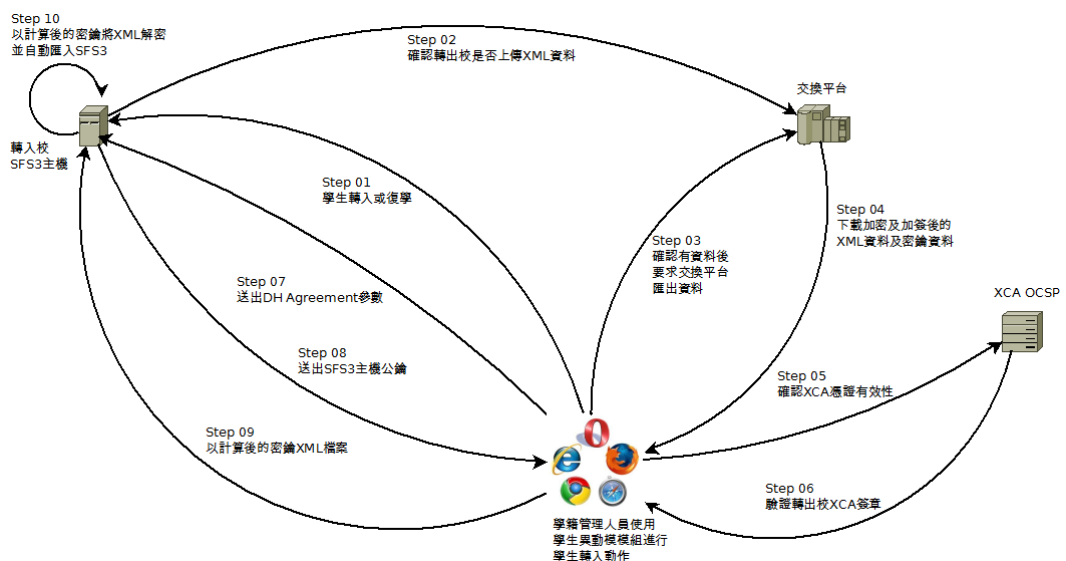 Step 10
以計算後的密鑰將XML解密
並自動匯入SFS3
Step 02
確認轉出校是否上傳XML資料
交換平台
轉入校
SFS3主機
Step 01
學生轉入或復學
Step 04
下載加密及加簽後的
XML資料及密鑰資料
Step 03
確認有資料後
要求交換平台
匯出資料
Step 07
送出DH Agreement參數
XCA OCSP
Step 08
送出SFS3主機公鑰
Step 05
確認XCA憑證有效性
Step 09
以計算後的密鑰XML檔案
Step 06
驗證轉出校XCA簽章
學籍管理人員使用
學生異動模模組進行
學生轉入動作